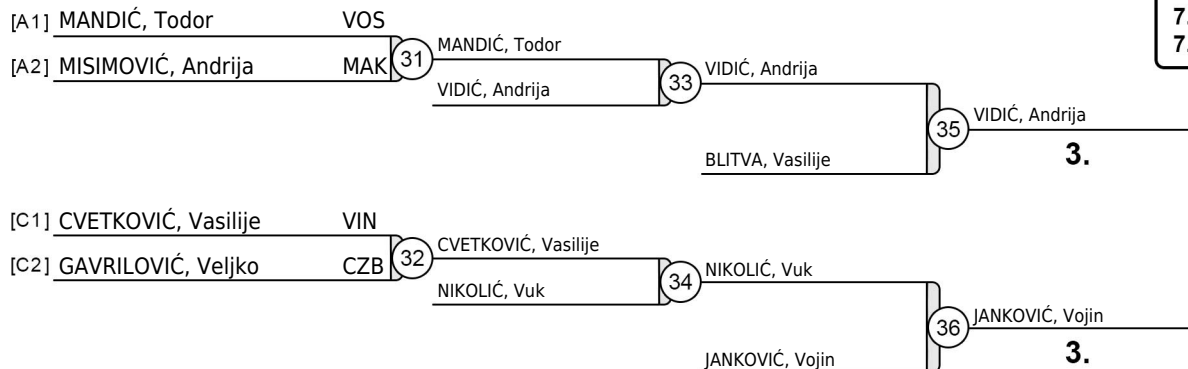 [A1] MANDIĆ, Todor VOS
[A2] MISIMOVIĆ, Andrija MAK
31
MANDIĆ, Todor
VIDIĆ, Andrija
33
VIDIĆ, Andrija
BLITVA, Vasilije
35
VIDIĆ, Andrija
3.
[C1] CVETKOVIĆ, Vasilije VIN
[C2] GAVRILOVIĆ, Veljko CZB
32
CVETKOVIĆ, Vasilije
NIKOLIĆ, Vuk
34
NIKOLIĆ, Vuk
JANKOVIĆ, Vojin
36
JANKOVIĆ, Vojin
3.
7.
7.